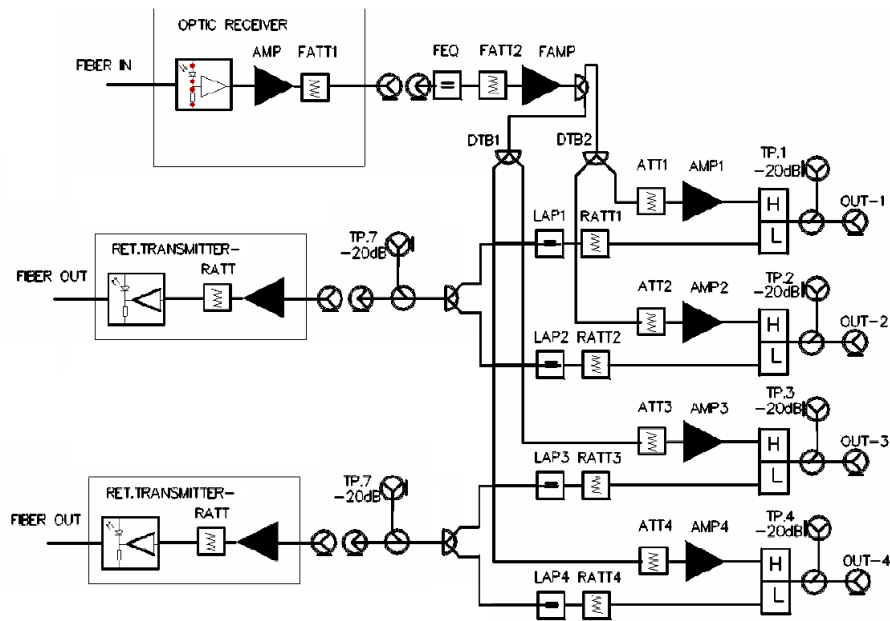 OPTIC RECEIVER
AMP FATT1
FIBER IN
FEQ FATT2 FAMP
DTB1 DTB2
TP.1
-20dB
ATT1 AMP1
H
L
OUT-1
LAP1 RATT1
TP.7
-20dB
RET.TRANSMITTER-
RATT
FIBER OUT
TP.2
-20dB
ATT2 AMP2
H
L
OUT-2
LAP2 RATT2
TP.3
-20dB
ATT3 AMP3
H
L
OUT-3
LAP3 RATT3
TP.7
-20dB
RET.TRANSMITTER-
RATT
FIBER OUT
TP.4
-20dB
ATT4 AMP4
H
L
OUT-4
LAP4 RATT4